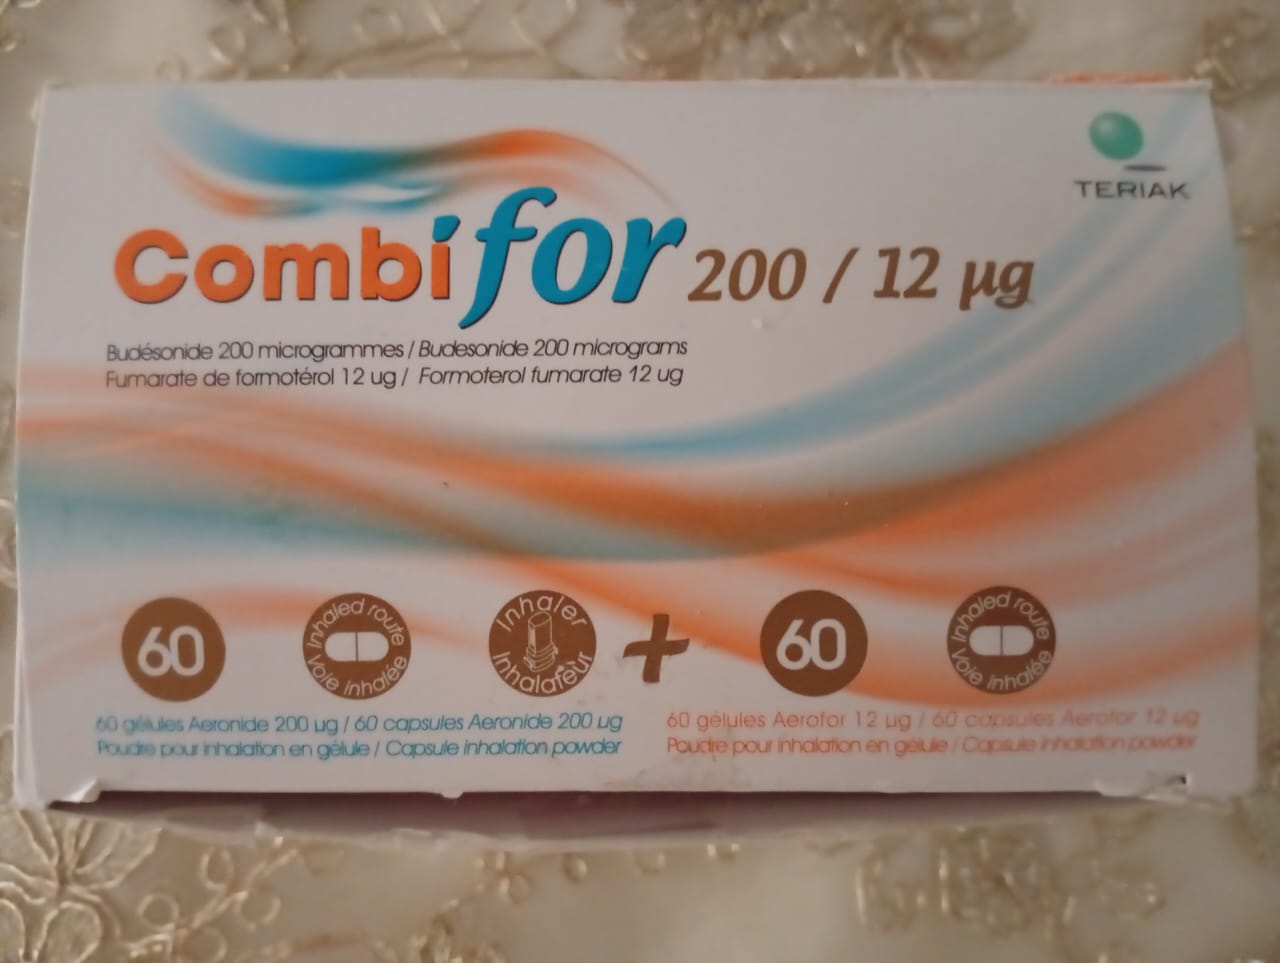 TERIAK
Combifor 200 / 12 µg
Budésonide 200 microgrammes / Budesonide 200 micrograms
Fumarate de formotérol 12 ug / Formoterol fumarate 12 ug
60
Inhaled route
Voie inhalée
Inhaler
Inhalateur
+
60
Inhaled route
Voie inhalée
60 gélules Aeronide 200 µg / 60 capsules Aeronide 200 µg
Poudre pour inhalation en gélule / Capsule inhalation powder
60 gélules Aerofor 12 µg / 60 capsules Aerofor 12 µg
Poudre pour inhalation en gélule / Capsule inhalation powder